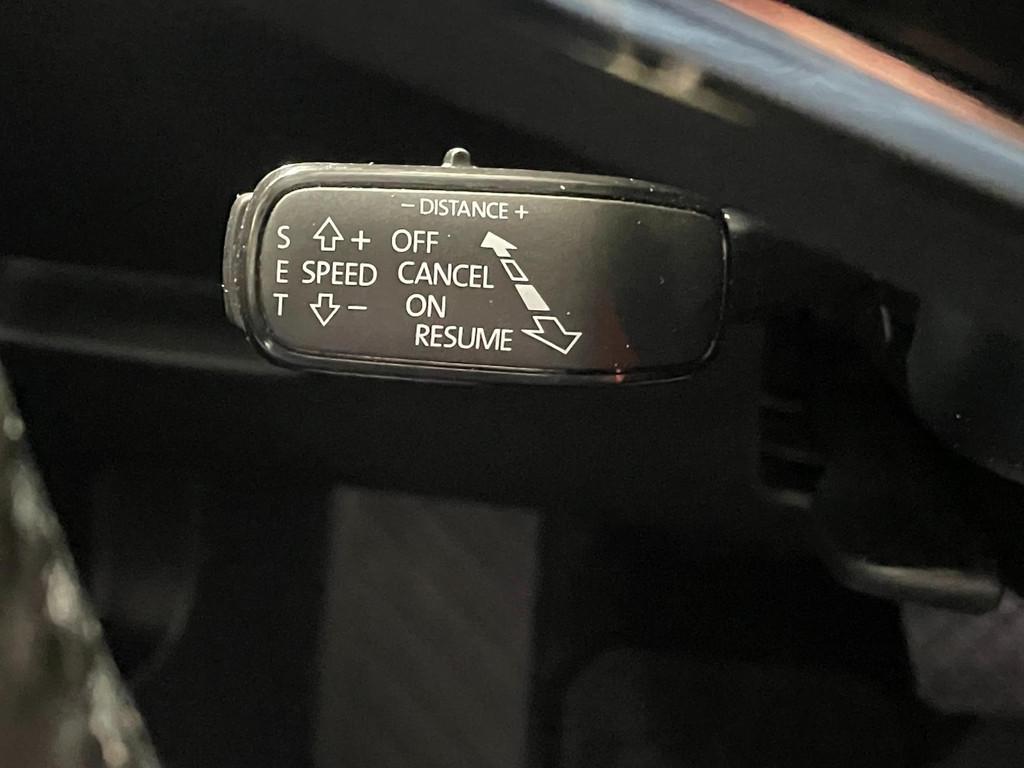 – DISTANCE +
S + OFF
E SPEED CANCEL
T – ON
RESUME